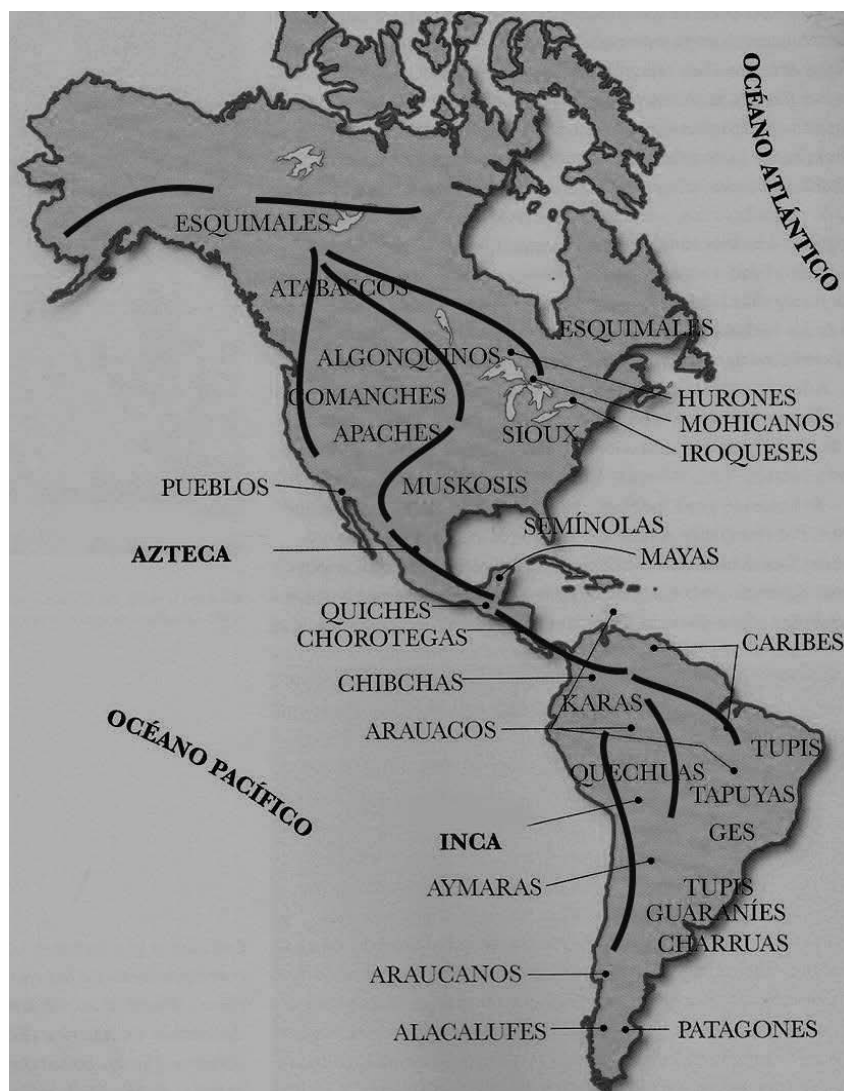 OCÉANO ATLÁNTICO
ESQUIMALES
ATABASCOS
ESQUIMALES
ALGONQUINOS
COMANCHES
HURONES
MOHICANOS
APACHES
SIOUX
IROQUESES
PUEBLOS
MUSKOSIS
SEMÍNOLAS
AZTECA
MAYAS
QUICHES
CHOROTEGAS
CARIBES
CHIBCHAS
KARAS
OCÉANO PACÍFICO
ARAUACOS
TUPIS
QUECHUAS
TAPUYAS
GES
INCA
AYMARAS
TUPIS
GUARANÍES
CHARRUAS
ARAUCANOS
ALACALUFES
PATAGONES